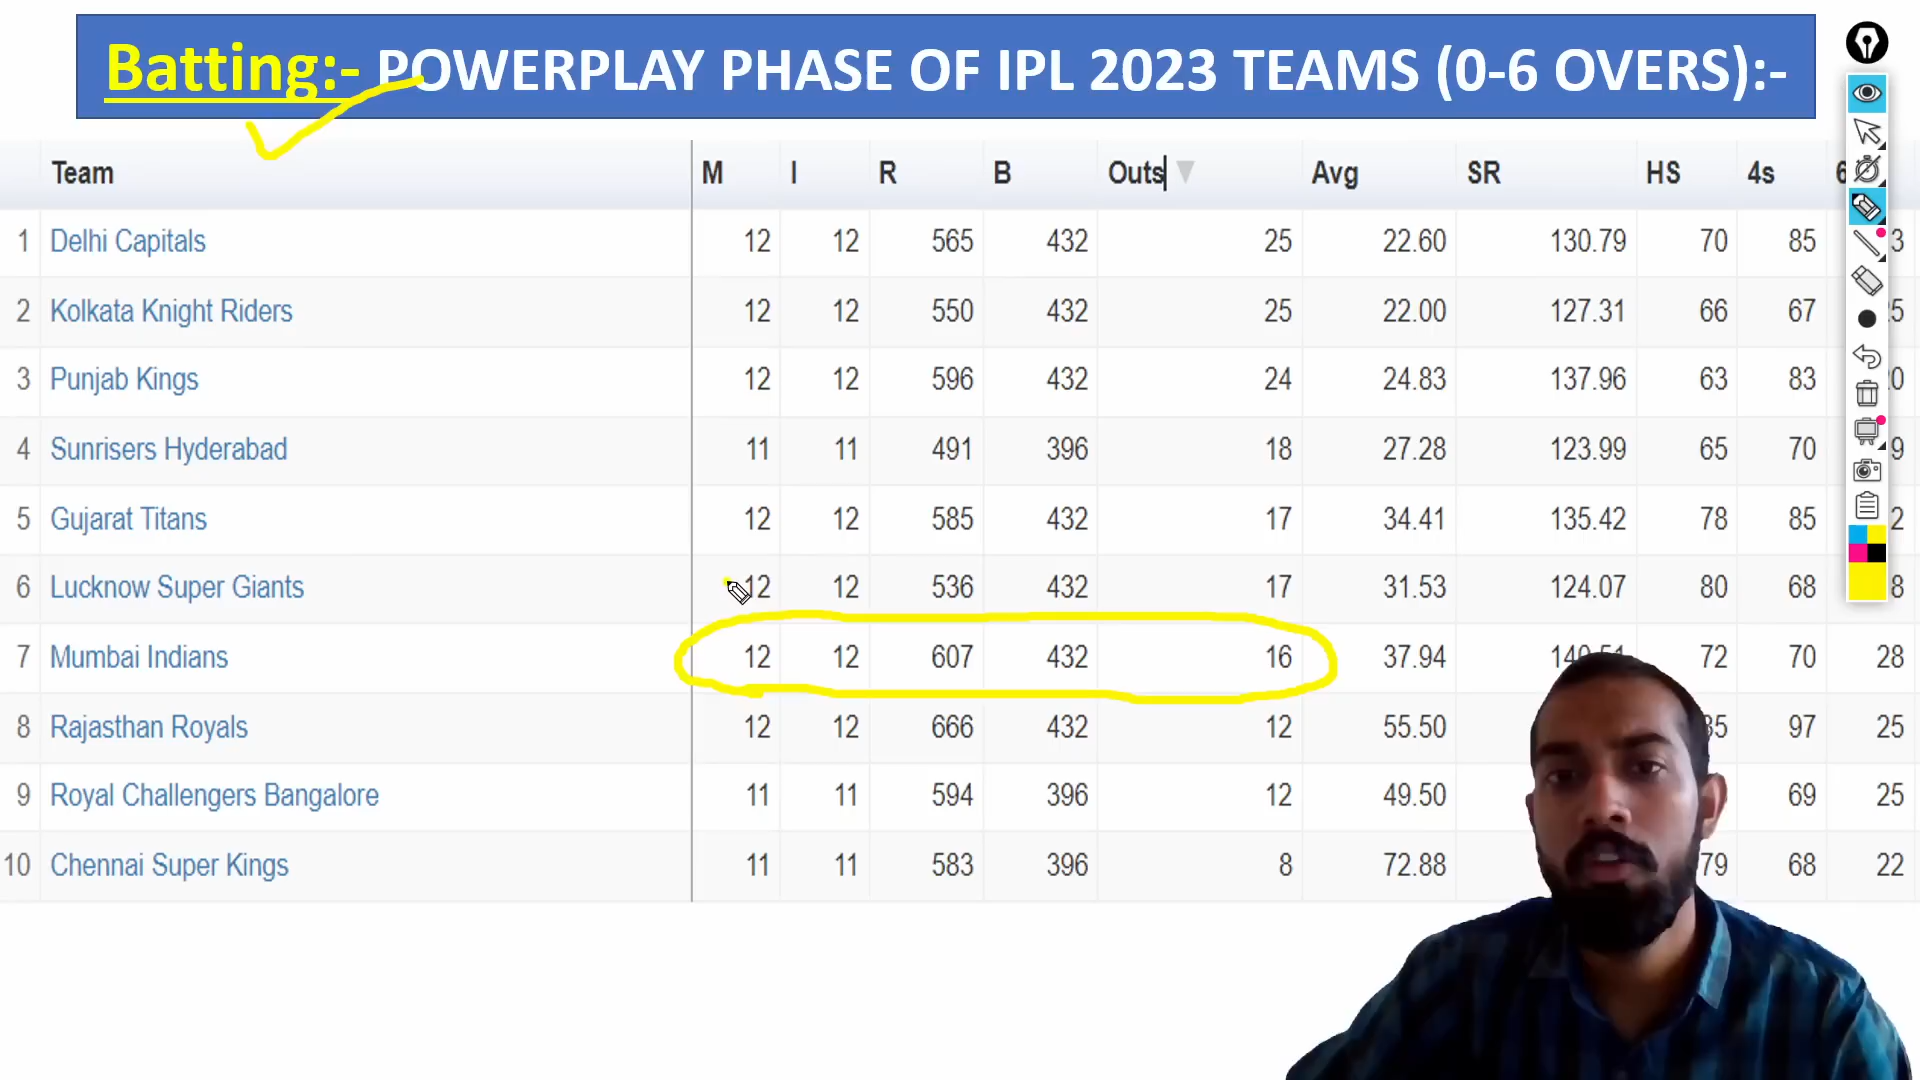 Batting:- POWERPLAY PHASE OF IPL 2023 TEAMS (0-6 OVERS):-
Team M I R B Outs Avg SR HS 4s
1 Delhi Capitals 12 12 565 432 25 22.60 130.79 70 85
2 Kolkata Knight Riders 12 12 550 432 25 22.00 127.31 66 67
3 Punjab Kings 12 12 596 432 24 24.83 137.96 63 83
4 Sunrisers Hyderabad 11 11 491 396 18 27.28 123.99 65 70
5 Gujarat Titans 12 12 585 432 17 34.41 135.42 78 85
6 Lucknow Super Giants 12 12 536 432 17 31.53 124.07 80 68
7 Mumbai Indians 12 12 607 432 16 37.94 140.51 72 70 28
8 Rajasthan Royals 12 12 666 432 12 55.50 97 25
9 Royal Challengers Bangalore 11 11 594 396 12 49.50 69 25
10 Chennai Super Kings 11 11 583 396 8 72.88 79 68 22